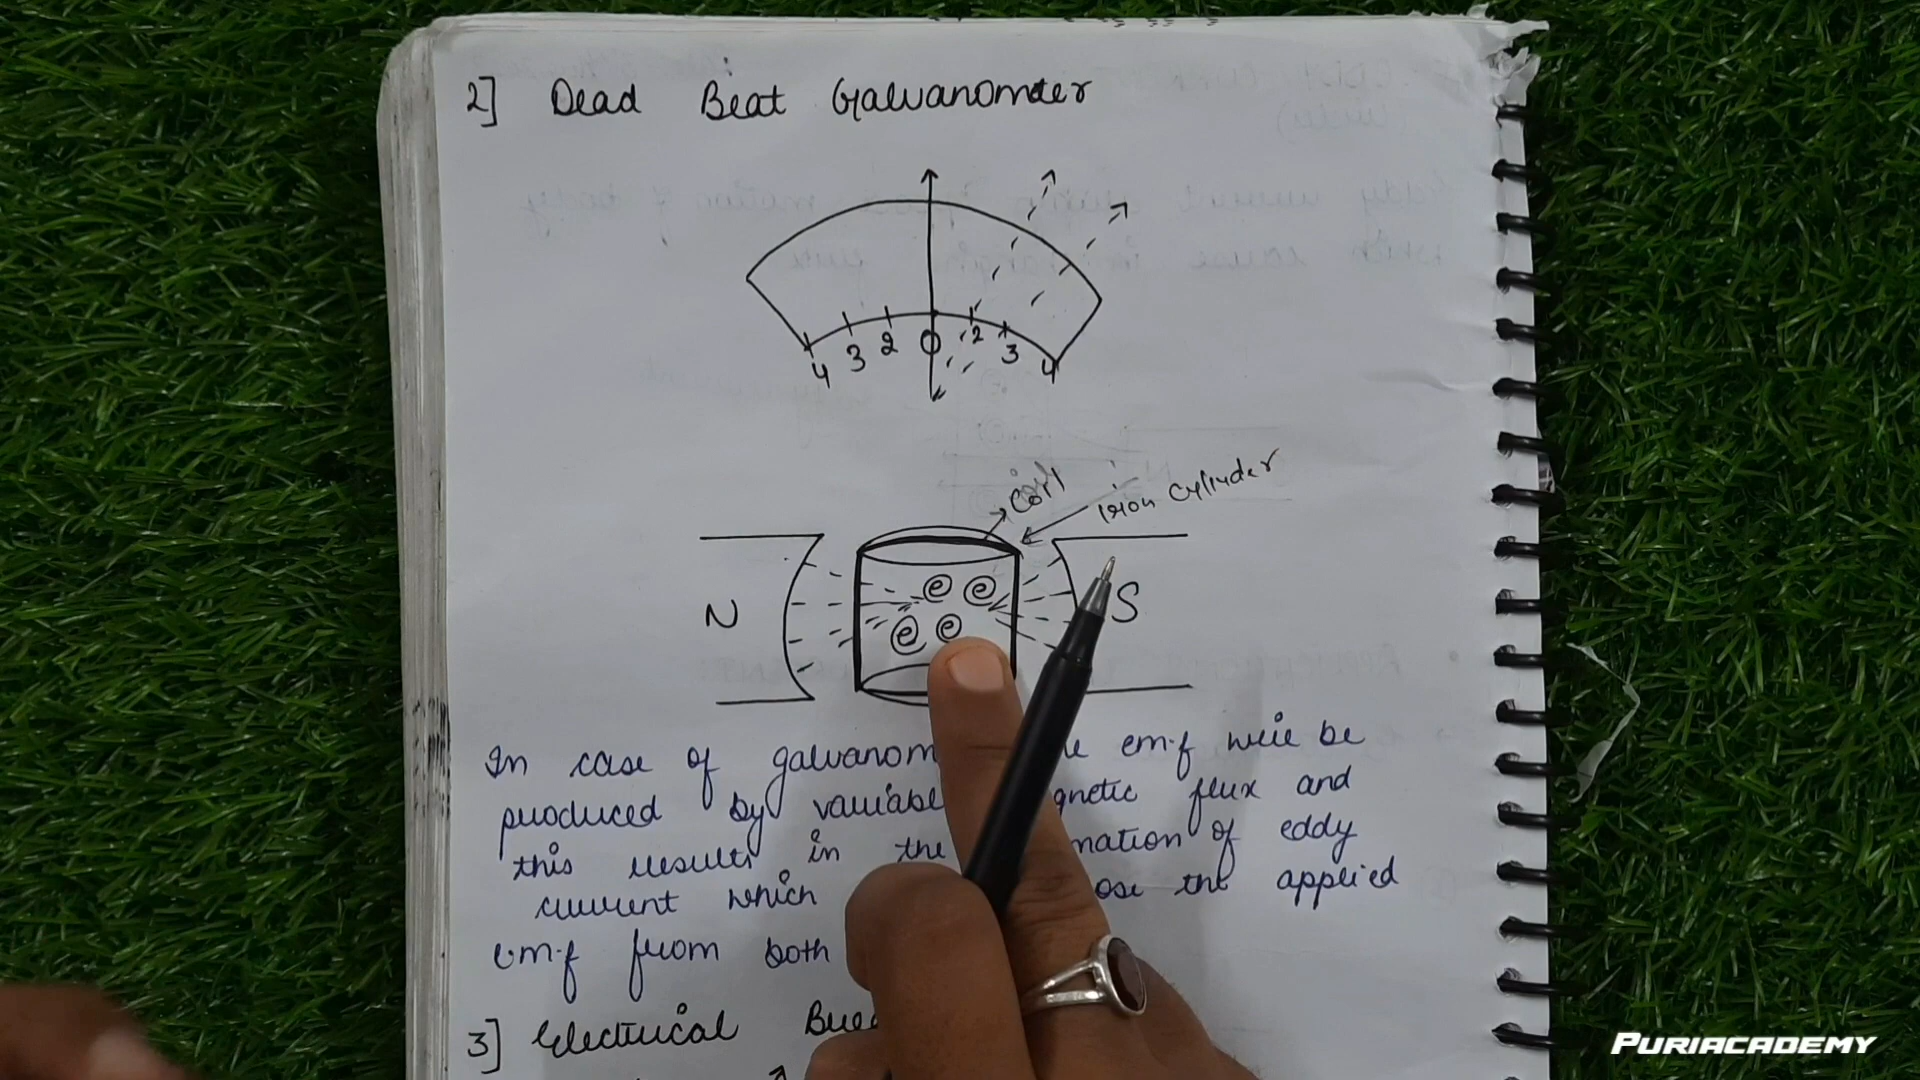 2] Dead Beat Galvanometer
4 3 2 0 2 3 4
coil
iron cylinder
N
e e
e e
S
In case of galvanom e.m.f will be
produced by variable gnetic flux and
this results in the mation of eddy
current which ose the applied
e.m.f from both
3] Electrical
PURIACADEMY